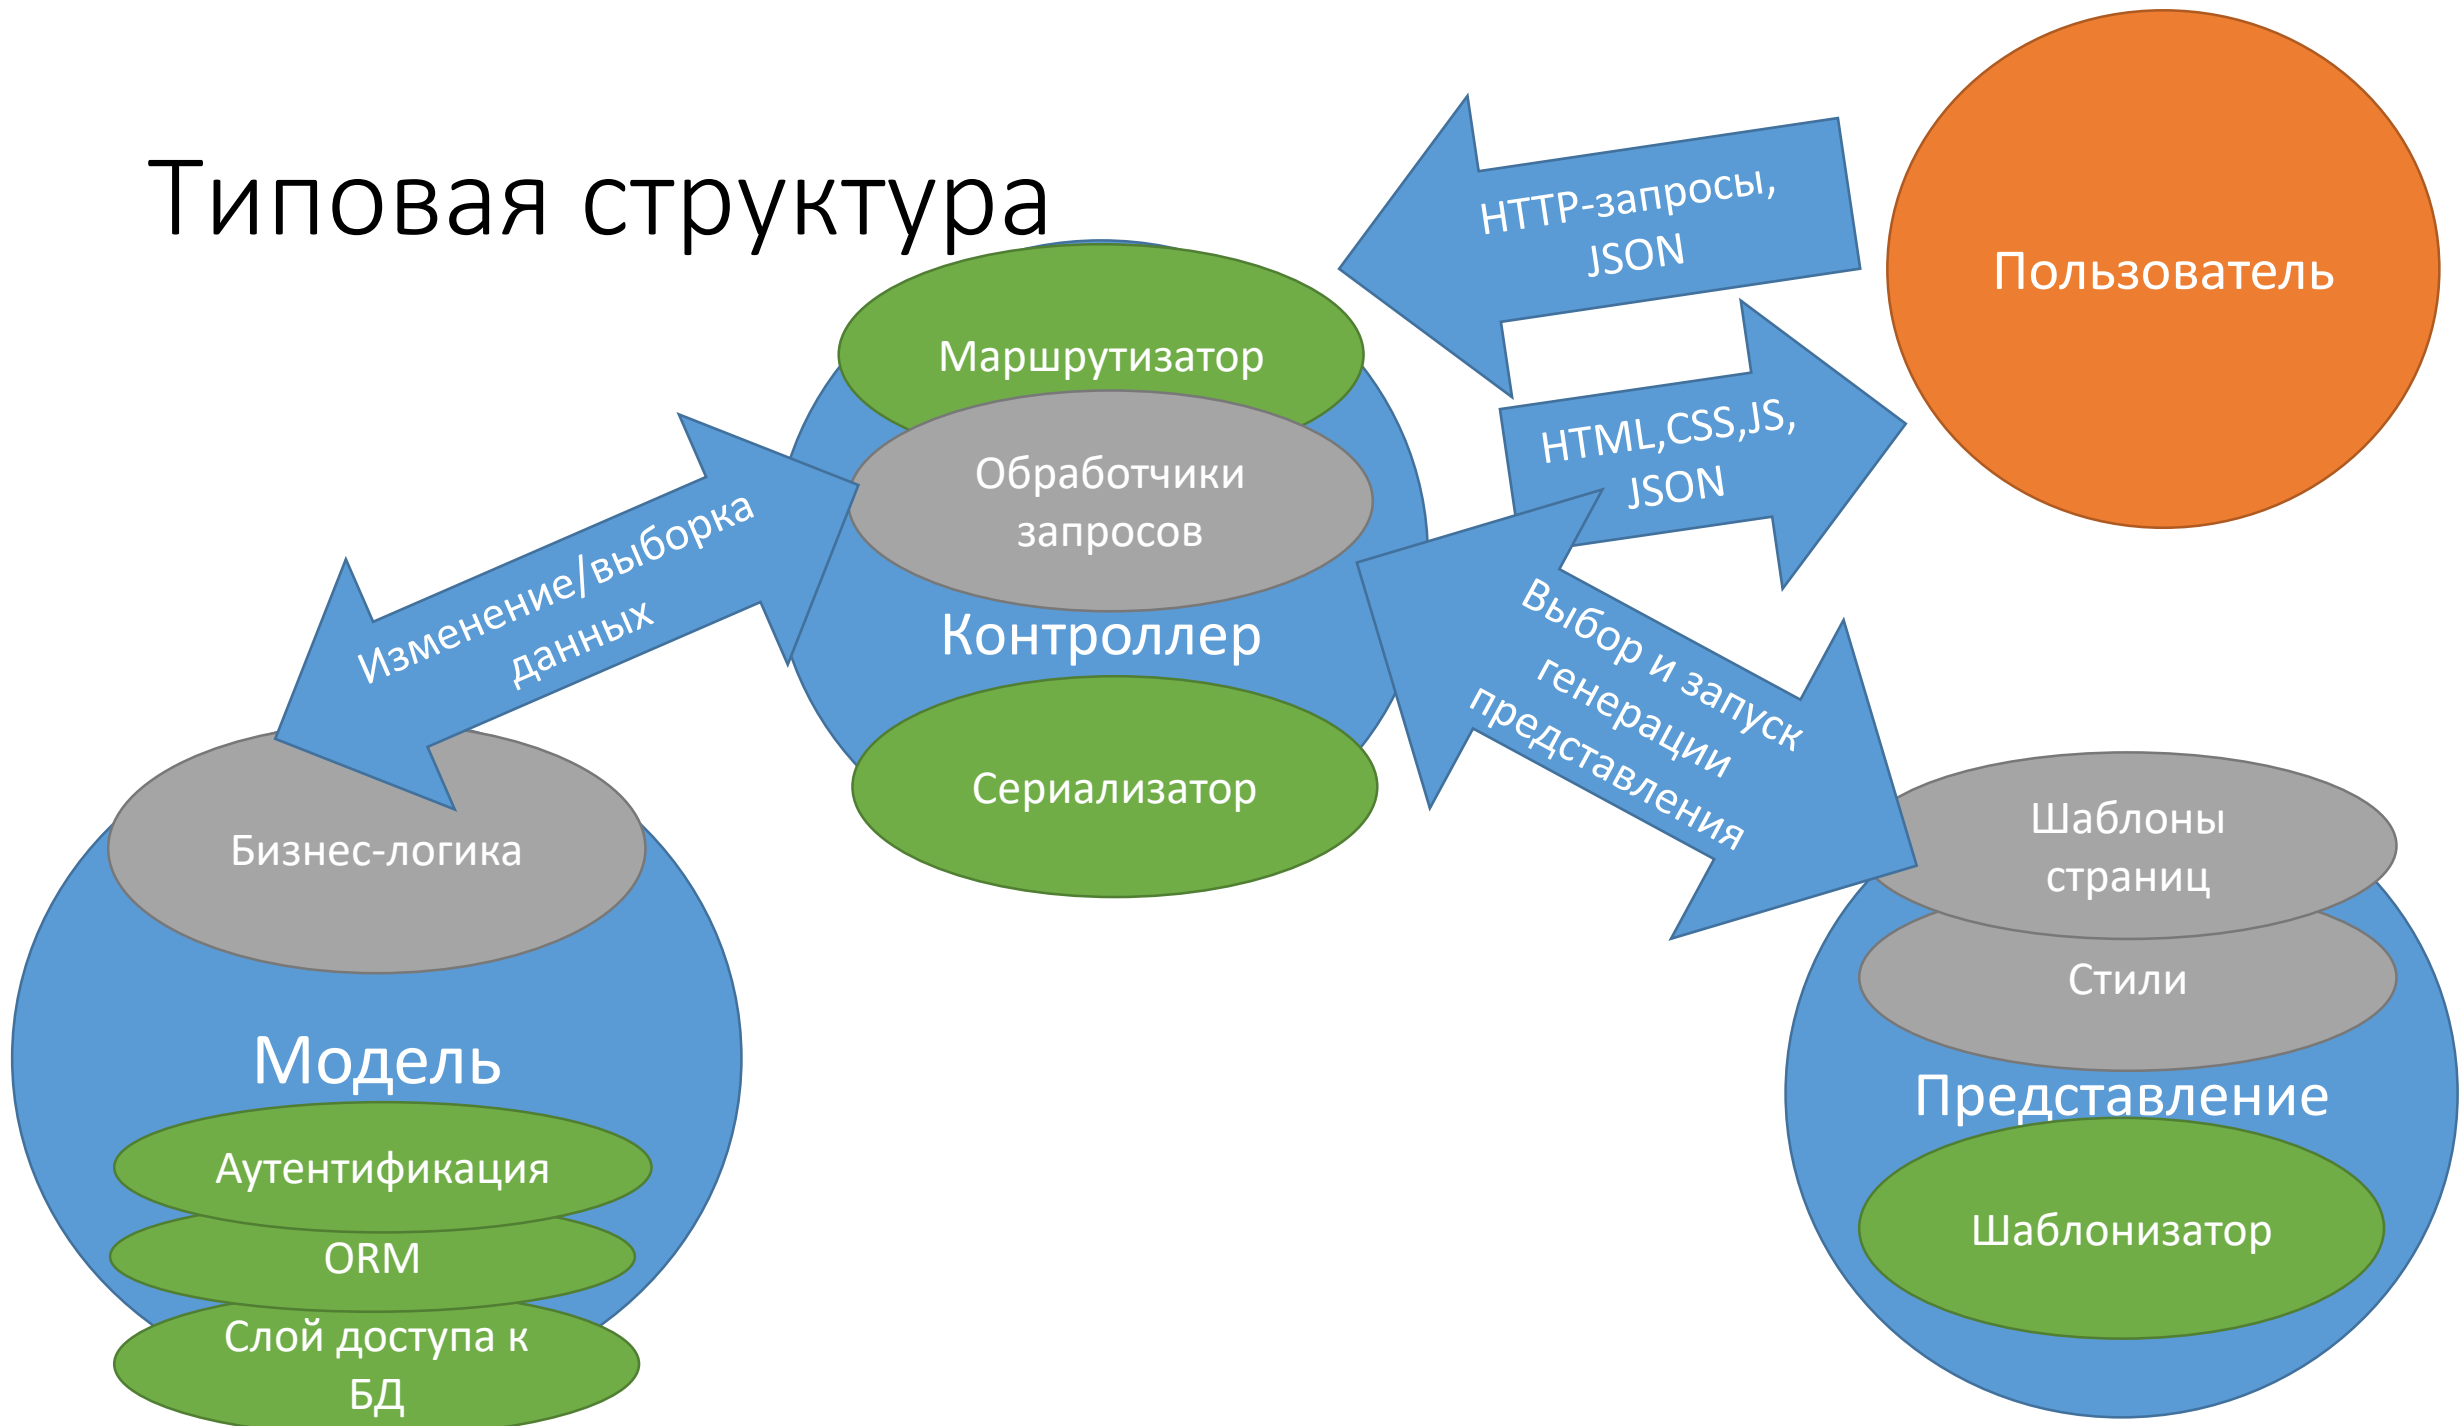 Типовая структура
HTTP-запросы,
JSON
Пользователь
Маршрутизатор
HTML,CSS,JS,
JSON
Обработчики
запросов
Изменение/выборка
данных
Контроллер
Выбор и запуск
генерации
представления
Сериализатор
Бизнес-логика
Шаблоны
страниц
Стили
Модель
Представление
Аутентификация
Шаблонизатор
ORM
Слой доступа к
БД